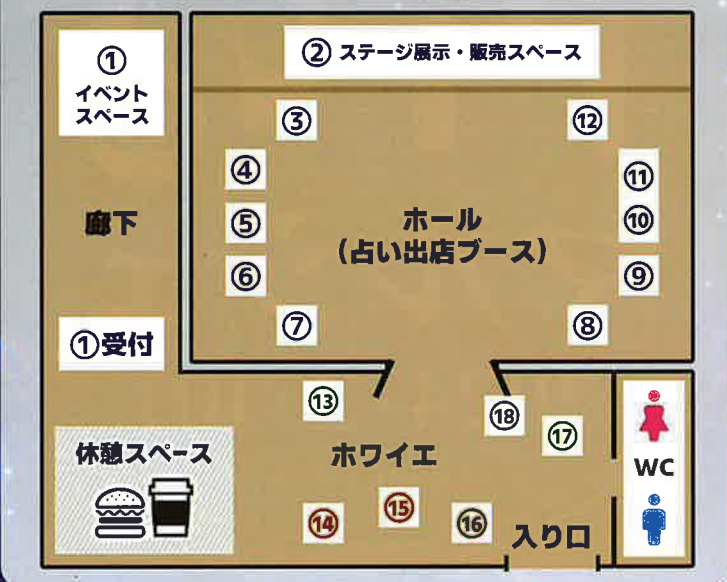 ①
イベント
スペース
② ステージ展示・販売スペース
③
⑫
④
⑪
⑤
⑩
⑥
⑨
⑦
⑧
廊下
ホール
（占い出店ブース）
①受付
⑬
⑱
⑰
休憩スペース
ホワイエ
WC
⑭
⑮
⑯
入り口